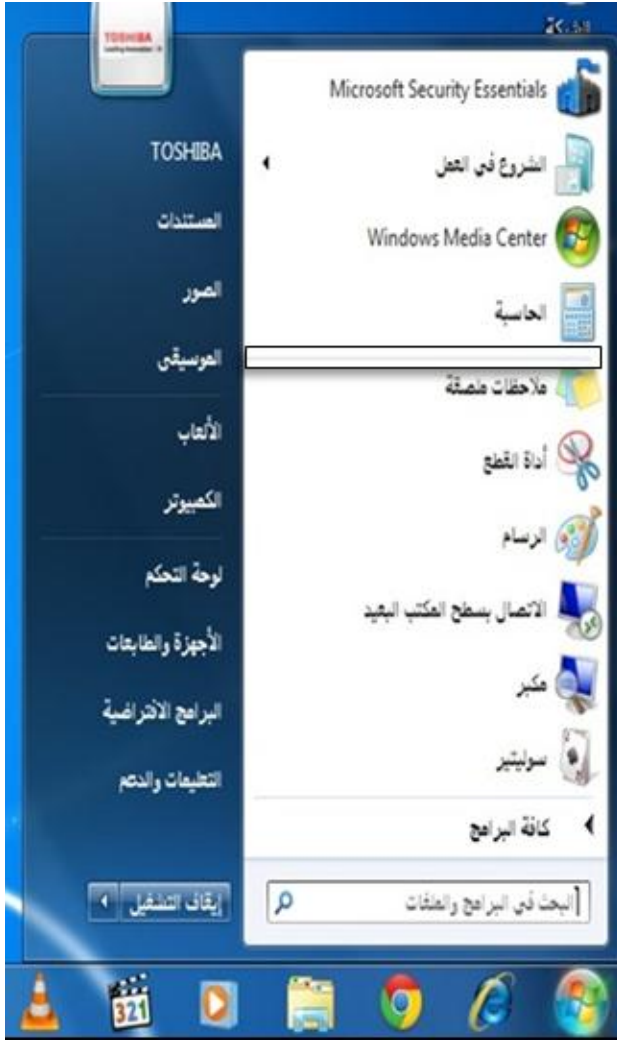 Microsoft Security Essentials
الشروع في العمل
Windows Media Center
الحاسبة
ملاحظات ملصقة
أداة القطع
الرسام
الاتصال بسطح المكتب البعيد
مكبر
سوليتير
كافة البرامج
البحث في البرامج والملفات
TOSHIBA
TOSHIBA
المستندات
الصور
الموسيقى
الألعاب
الكمبيوتر
لوحة التحكم
الأجهزة والطابعات
البرامج الافتراضية
التعليمات والدعم
إيقاف التشغيل
321